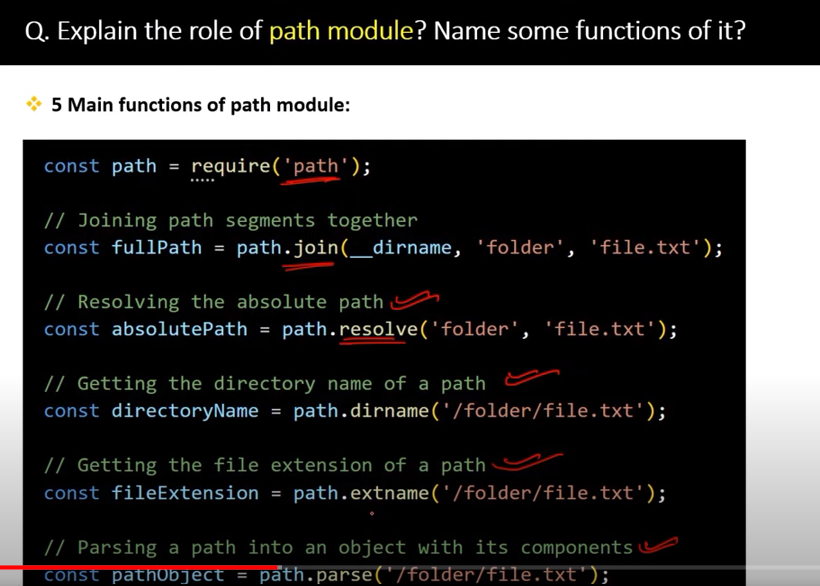 Q. Explain the role of path module? Name some functions of it?
❖ 5 Main functions of path module:
const path = require('path');
// Joining path segments together
const fullPath = path.join(__dirname, 'folder', 'file.txt');
// Resolving the absolute path
const absolutePath = path.resolve('folder', 'file.txt');
// Getting the directory name of a path
const directoryName = path.dirname('/folder/file.txt');
// Getting the file extension of a path
const fileExtension = path.extname('/folder/file.txt');
// Parsing a path into an object with its components
const pathObject = path.parse('/folder/file.txt');